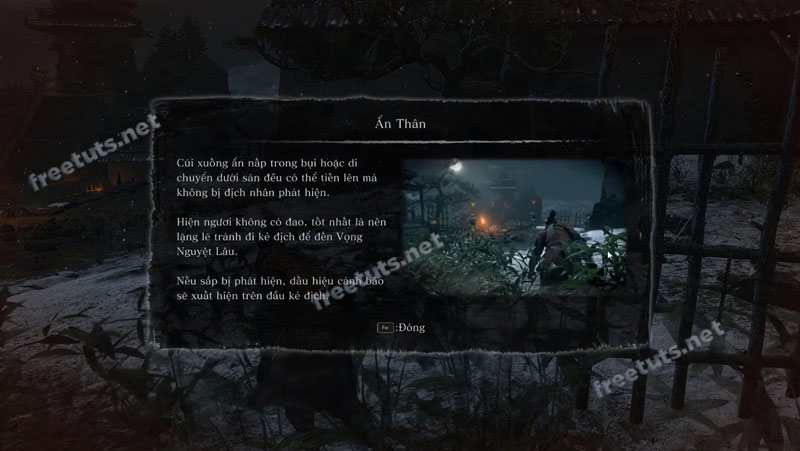 Ẩn Thân
freetuts.net
Cúi xuống ẩn nấp trong bụi hoặc di
chuyển dưới sàn đều có thể tiến lên mà
không bị địch nhân phát hiện.
Hiện ngươi không có đao, tốt nhất là nên
lặng lẽ tránh đi kẻ địch để đến Vọng
Nguyệt Lâu.
freetuts.net
Nếu sắp bị phát hiện, dấu hiệu cảnh báo
sẽ xuất hiện trên đầu kẻ địch.
:Đóng
freetuts.net